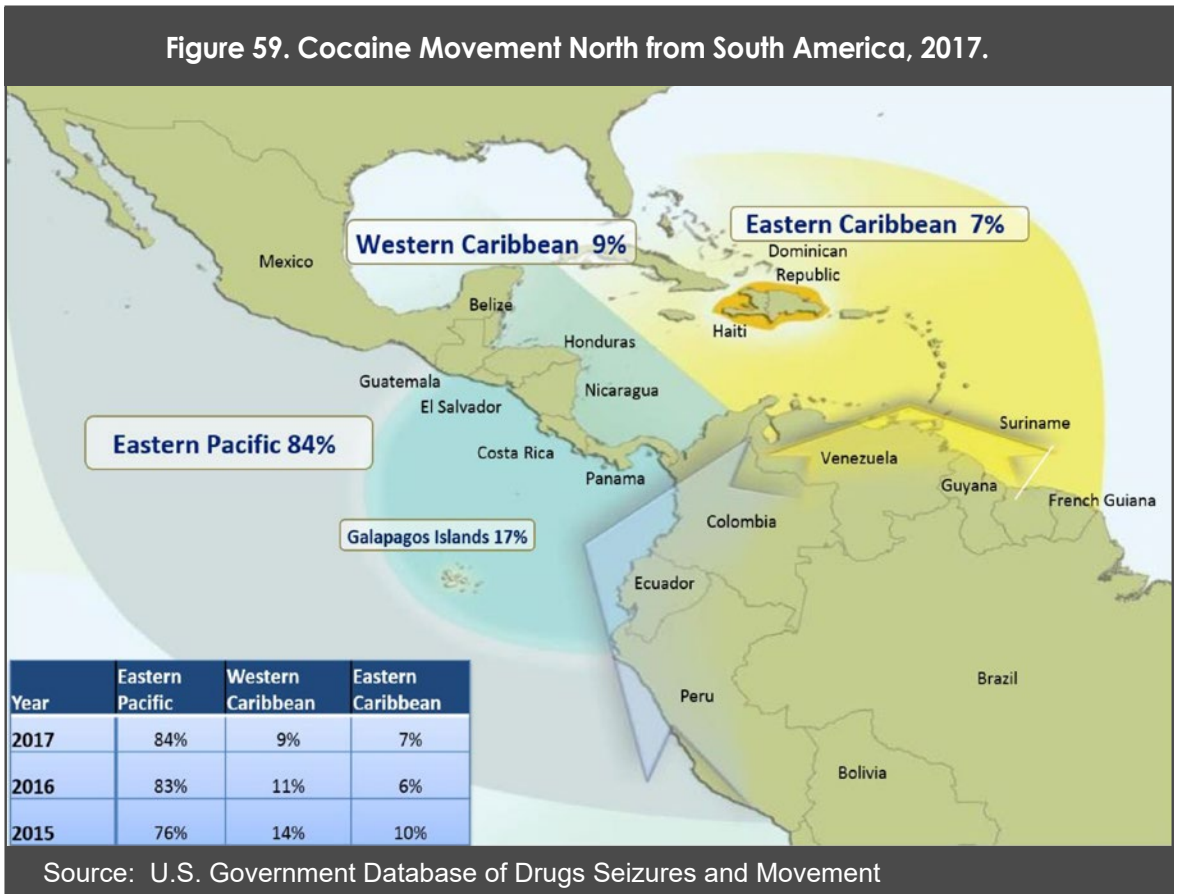 Figure 59. Cocaine Movement North from South America, 2017.
Eastern Caribbean 7%
Western Caribbean 9%
Dominican
Republic
Mexico
Belize
Haiti
Honduras
Guatemala
Nicaragua
El Salvador
Suriname
Eastern Pacific 84%
Costa Rica
Venezuela
Panama
Guyana
French Guiana
Colombia
Galapagos Islands 17%
Ecuador
Brazil
Peru
Bolivia
Year Eastern Pacific Western Caribbean Eastern Caribbean
2017 84% 9% 7%
2016 83% 11% 6%
2015 76% 14% 10%
Source: U.S. Government Database of Drugs Seizures and Movement